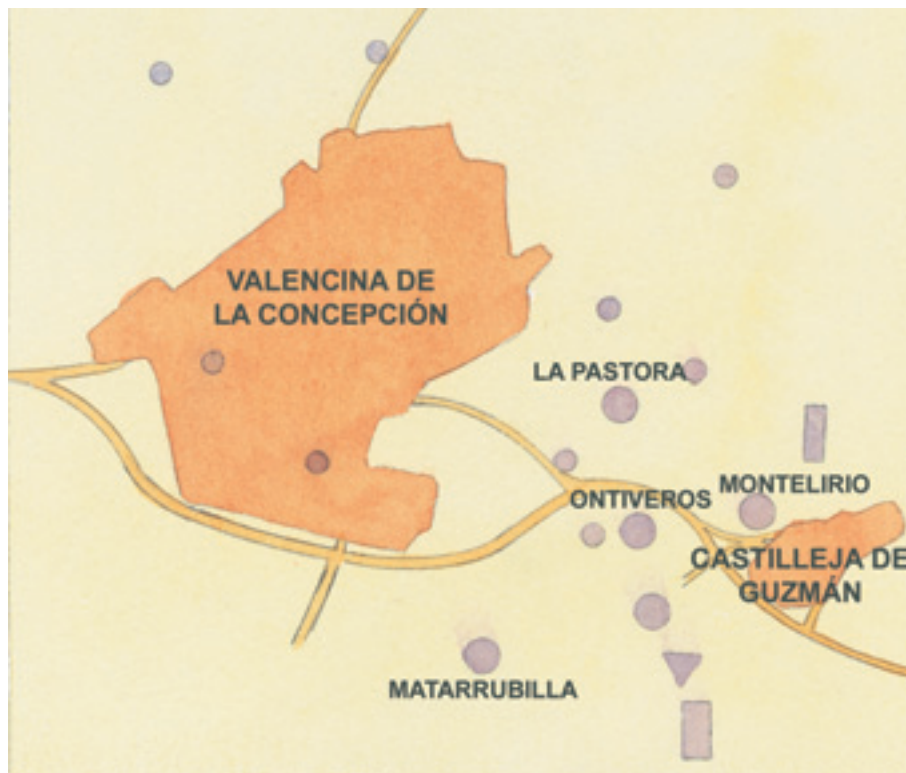 VALENCINA DE
LA CONCEPCIÓN
LA PASTORA
ONTIVEROS
MONTELIRIO
CASTILLEJA DE
GUZMÁN
MATARRUBILLA